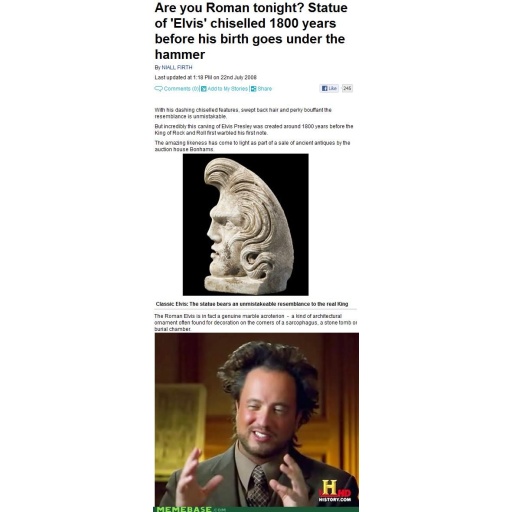 Are you Roman tonight? Statue
of 'Elvis' chiselled 1800 years
before his birth goes under the
hammer
By NIALL FIRTH
Last updated at 1:18 PM on 22nd July 2008
Comments (0) Add to My Stories Share
Like 245
With his dashing chiselled features, swept back hair and perky bouffant the
resemblance is unmistakable.
But incredibly this carving of Elvis Presley was created around 1800 years before the
King of Rock and Roll first warbled his first note.
The amazing likeness has come to light as part of a sale of ancient antiques by the
auction house Bonhams.
Classic Elvis: The statue bears an unmistakeable resemblance to the real King
The Roman Elvis is in fact a genuine marble acroterion - a kind of architectural
ornament often found for decoration on the corners of a sarcophagus, a stone tomb or
burial chamber.
H HD
HISTORY.COM
MEMEBASE.com